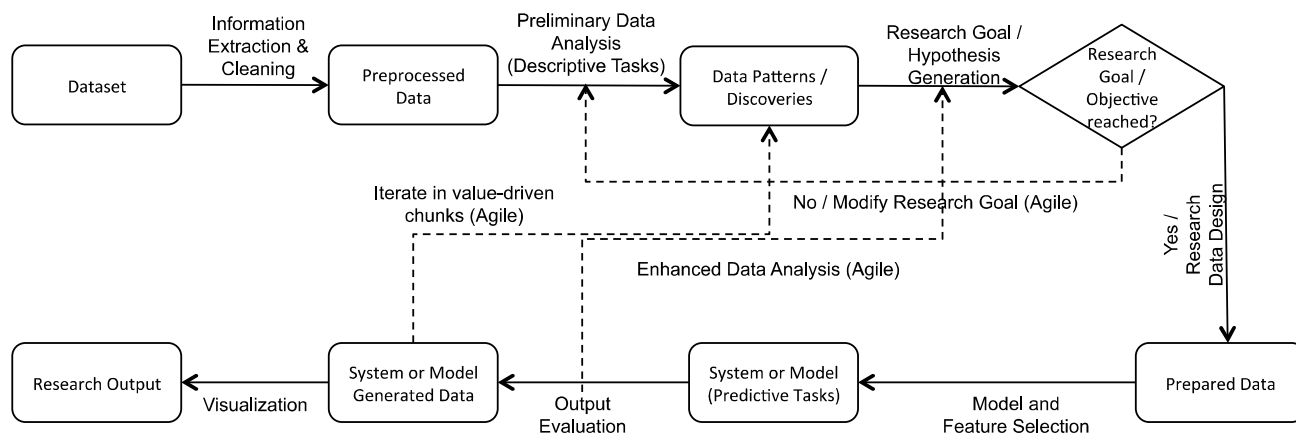 Dataset
Information
Extraction &
Cleaning
Preprocessed
Data
Preliminary Data
Analysis
(Descriptive Tasks)
Data Patterns /
Discoveries
Research Goal /
Hypothesis
Generation
Research
Goal /
Objective
reached?
Iterate in value-driven
chunks (Agile)
No / Modify Research Goal (Agile)
Enhanced Data Analysis (Agile)
Yes /
Research
Data Design
Research Output
Visualization
System or Model
Generated Data
Output
Evaluation
System or Model
(Predictive Tasks)
Model and
Feature Selection
Prepared Data